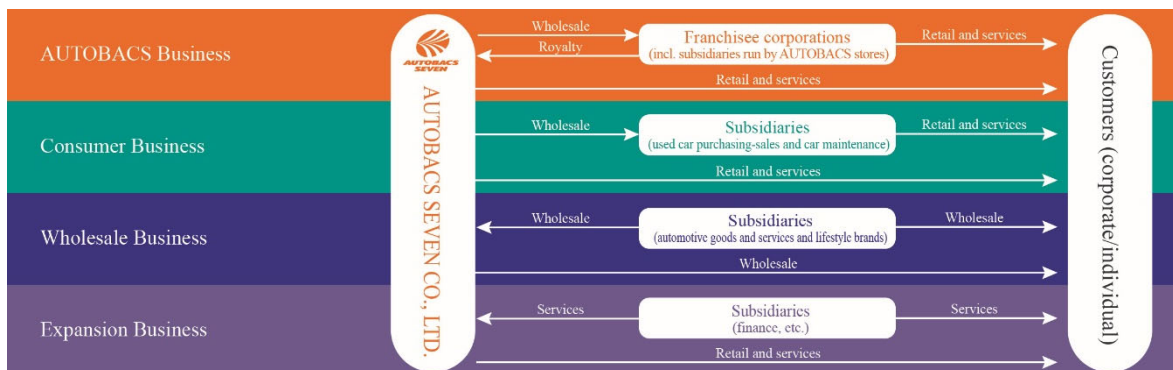 AUTOBACS Business
Wholesale
Royalty
Franchisee corporations
(incl. subsidiaries run by AUTOBACS stores)
Retail and services
Retail and services
Consumer Business
Wholesale
Subsidiaries
(used car purchasing-sales and car maintenance)
Retail and services
Retail and services
Wholesale Business
Wholesale
Subsidiaries
(automotive goods and services and lifestyle brands)
Wholesale
Wholesale
Expansion Business
Services
Subsidiaries
(finance, etc.)
Services
Retail and services
AUTOBACS
SEVEN
AUTOBACS SEVEN CO., LTD.
Customers (corporate/individual)